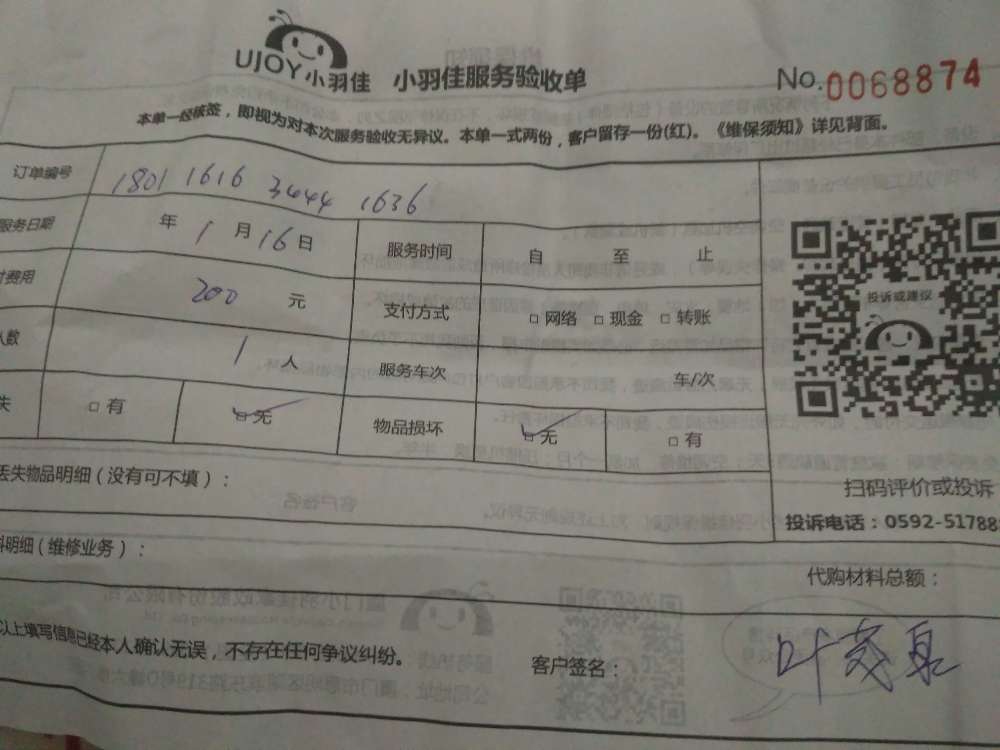 UJOY小羽佳 小羽佳服务验收单 No.0068874
本单一经核签，即视为对本次服务验收无异议。本单一式两份，客户留存一份(红)。《维保须知》详见背面。
订单编号 1801 1616 3444 1636
服务日期 年 1 月 16 日 服务时间 自 至 止
费用 200 元 支付方式 □ 网络 □ 现金 □ 转账
投诉或建议
人数 1 人 服务车次 车/次
失 □ 有 □ 无 物品损坏 □ 无 □ 有
丢失物品明细（没有可不填）：
扫码评价或投诉
投诉电话：0592-51788
料明细（维修业务）：
代购材料总额：
以上填写信息已经本人确认无误，不存在任何争议纠纷。 客户签名：